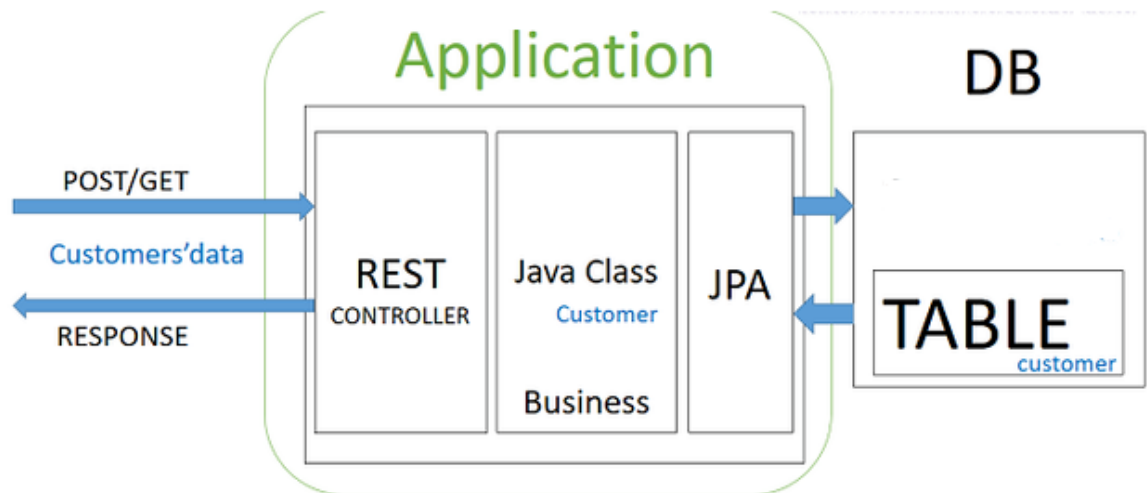 Application
DB
POST/GET
Customers'data
RESPONSE
REST
CONTROLLER
Java Class
Customer
Business
JPA
TABLE
customer